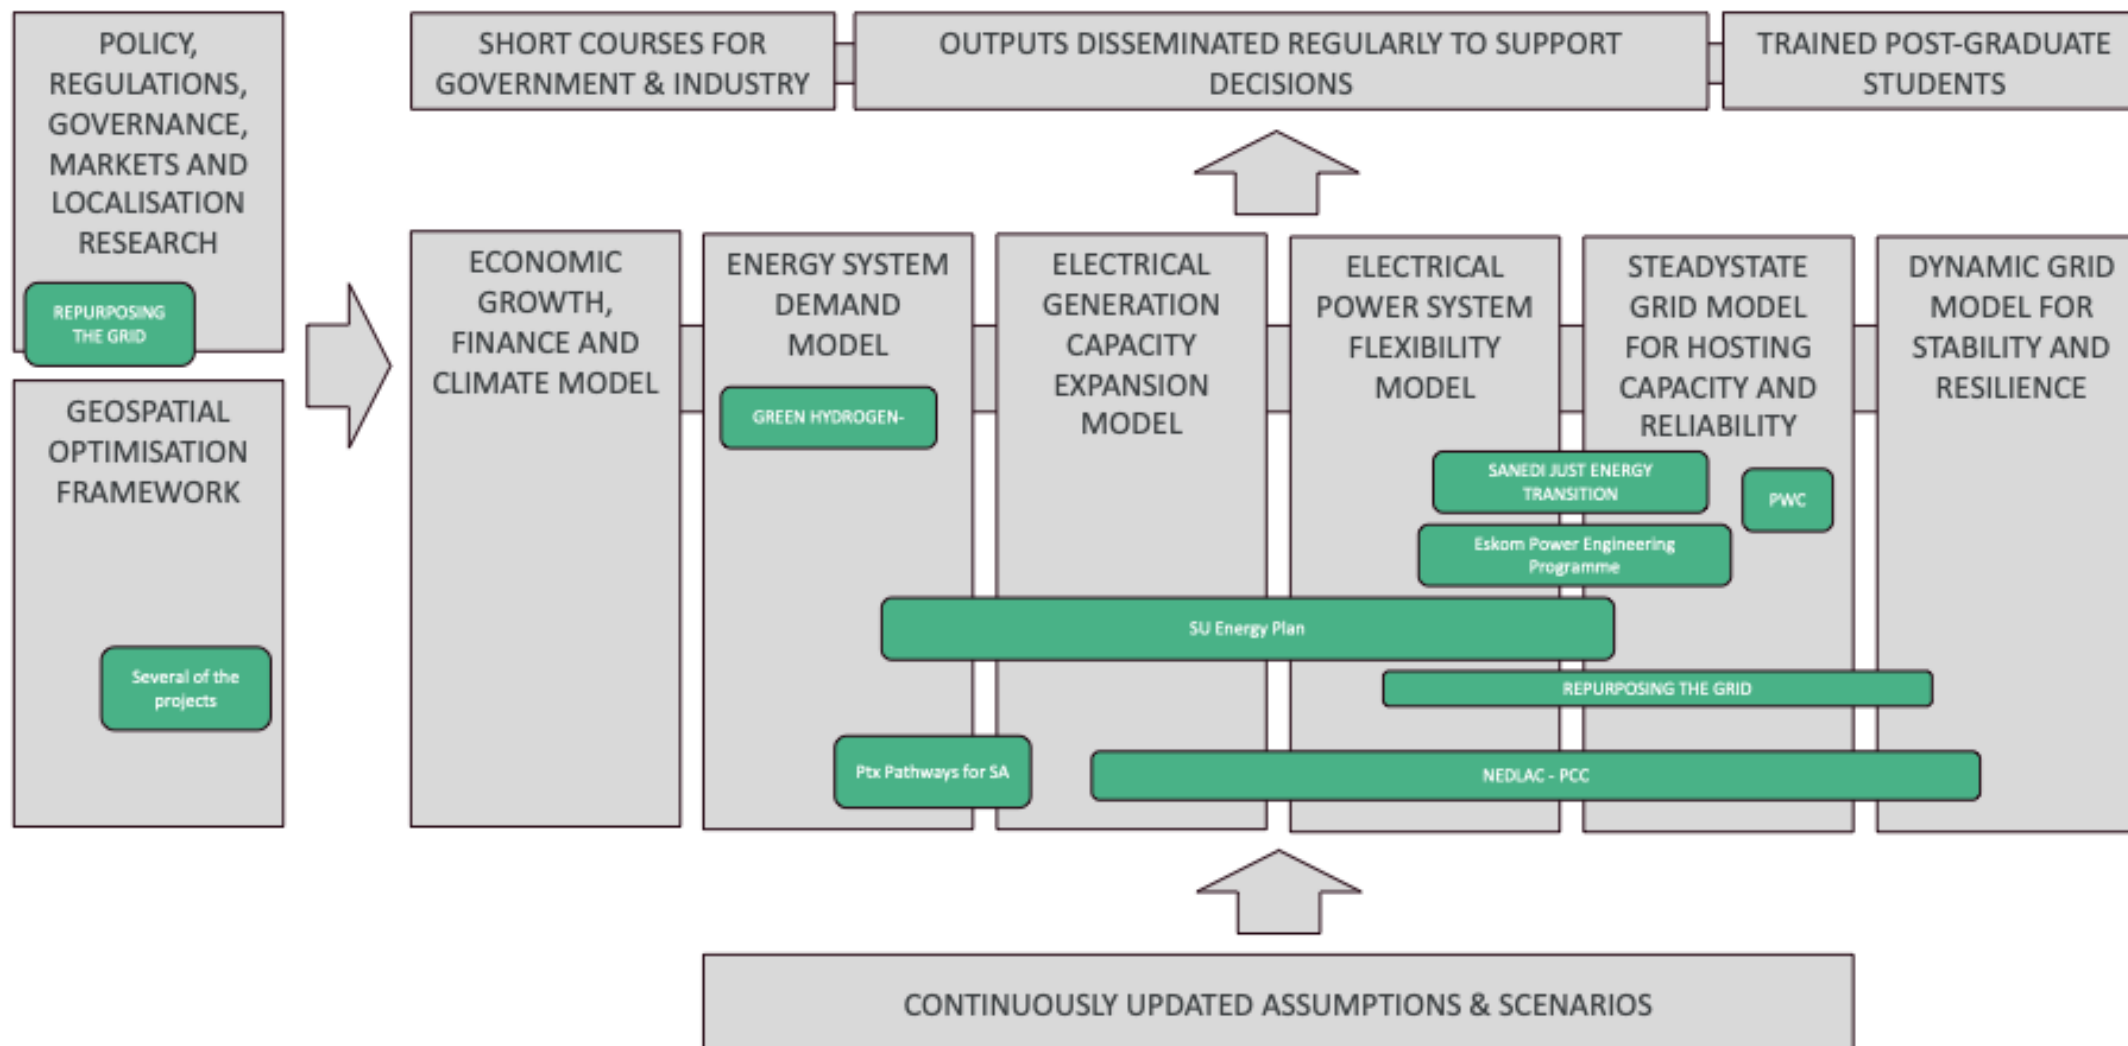 POLICY,
REGULATIONS,
GOVERNANCE,
MARKETS AND
LOCALISATION
RESEARCH
REPURPOSING
THE GRID
GEOSPATIAL
OPTIMISATION
FRAMEWORK
Several of the
projects
SHORT COURSES FOR
GOVERNMENT & INDUSTRY
OUTPUTS DISSEMINATED REGULARLY TO SUPPORT
DECISIONS
TRAINED POST-GRADUATE
STUDENTS
ECONOMIC
GROWTH,
FINANCE AND
CLIMATE MODEL
ENERGY SYSTEM
DEMAND
MODEL
GREEN HYDROGEN-
ELECTRICAL
GENERATION
CAPACITY
EXPANSION
MODEL
ELECTRICAL
POWER SYSTEM
FLEXIBILITY
MODEL
STEADYSTATE
GRID MODEL
FOR HOSTING
CAPACITY AND
RELIABILITY
DYNAMIC GRID
MODEL FOR
STABILITY AND
RESILIENCE
SANEDI JUST ENERGY
TRANSITION
PWC
Eskom Power Engineering
Programme
SU Energy Plan
REPURPOSING THE GRID
Ptx Pathways for SA
NEDLAC - PCC
CONTINUOUSLY UPDATED ASSUMPTIONS & SCENARIOS